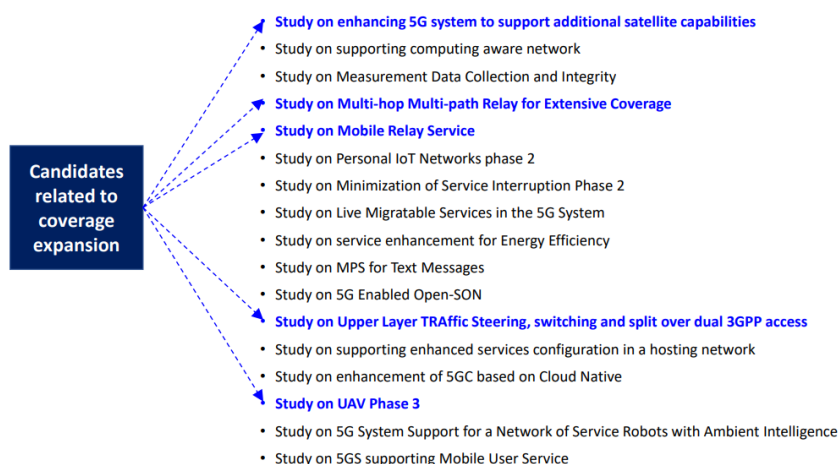 Candidates
related to
coverage
expansion
• Study on enhancing 5G system to support additional satellite capabilities
• Study on supporting computing aware network
• Study on Measurement Data Collection and Integrity
• Study on Multi-hop Multi-path Relay for Extensive Coverage
• Study on Mobile Relay Service
• Study on Personal IoT Networks phase 2
• Study on Minimization of Service Interruption Phase 2
• Study on Live Migratable Services in the 5G System
• Study on service enhancement for Energy Efficiency
• Study on MPS for Text Messages
• Study on 5G Enabled Open-SON
• Study on Upper Layer TRAffic Steering, switching and split over dual 3GPP access
• Study on supporting enhanced services configuration in a hosting network
• Study on enhancement of 5GC based on Cloud Native
• Study on UAV Phase 3
• Study on 5G System Support for a Network of Service Robots with Ambient Intelligence
• Study on 5GS supporting Mobile User Service